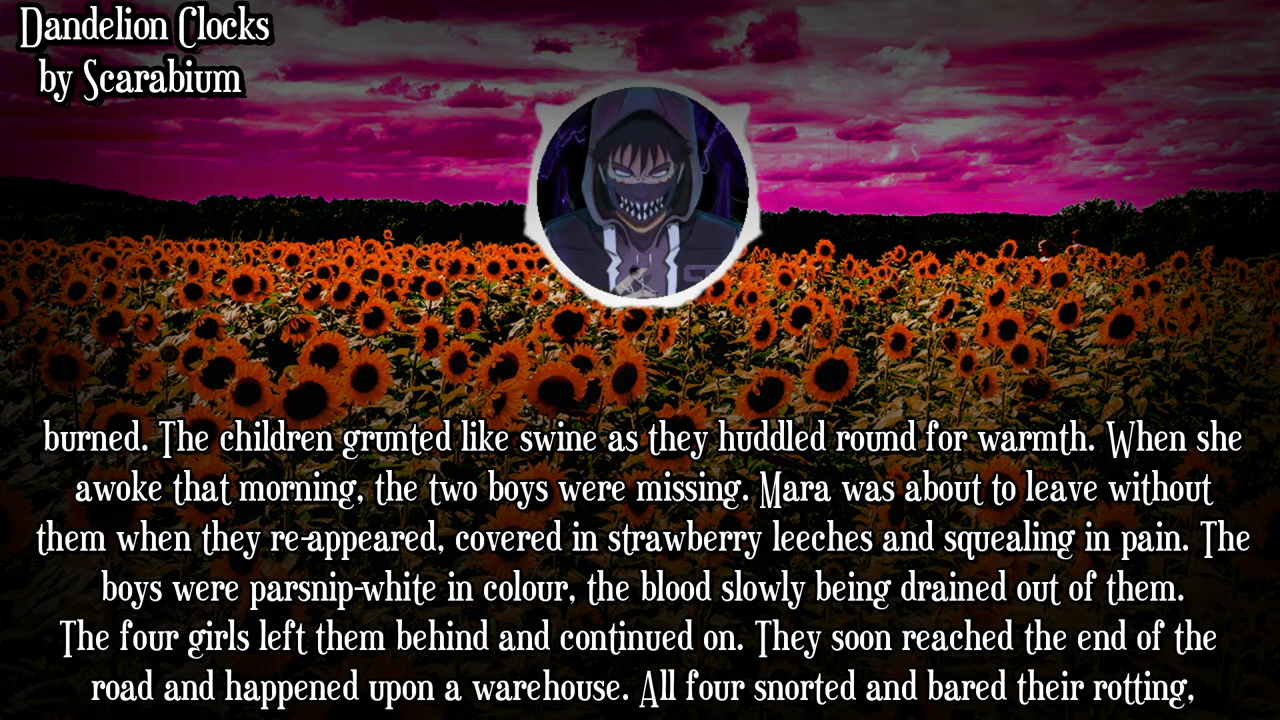 Dandelion Clocks
by Scarabium
burned. The children grunted like swine as they huddled round for warmth. When she
awoke that morning, the two boys were missing. Mara was about to leave without
them when they re-appeared, covered in strawberry leeches and squealing in pain. The
boys were parsnip-white in colour, the blood slowly being drained out of them.
The four girls left them behind and continued on. They soon reached the end of the
road and happened upon a warehouse. All four snorted and bared their rotting,